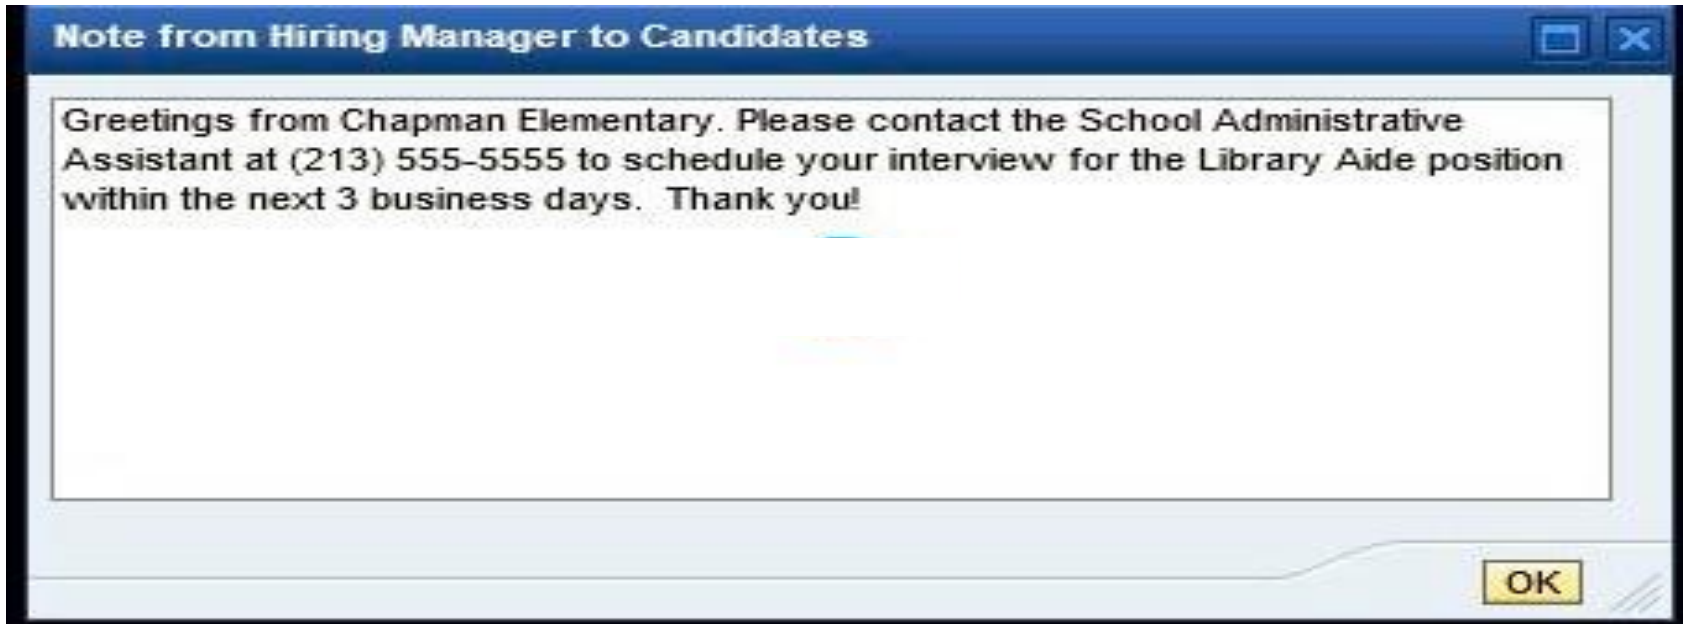 Note from Hiring Manager to Candidates
Greetings from Chapman Elementary. Please contact the School Administrative
Assistant at (213) 555-5555 to schedule your interview for the Library Aide position
within the next 3 business days.  Thank you!
OK